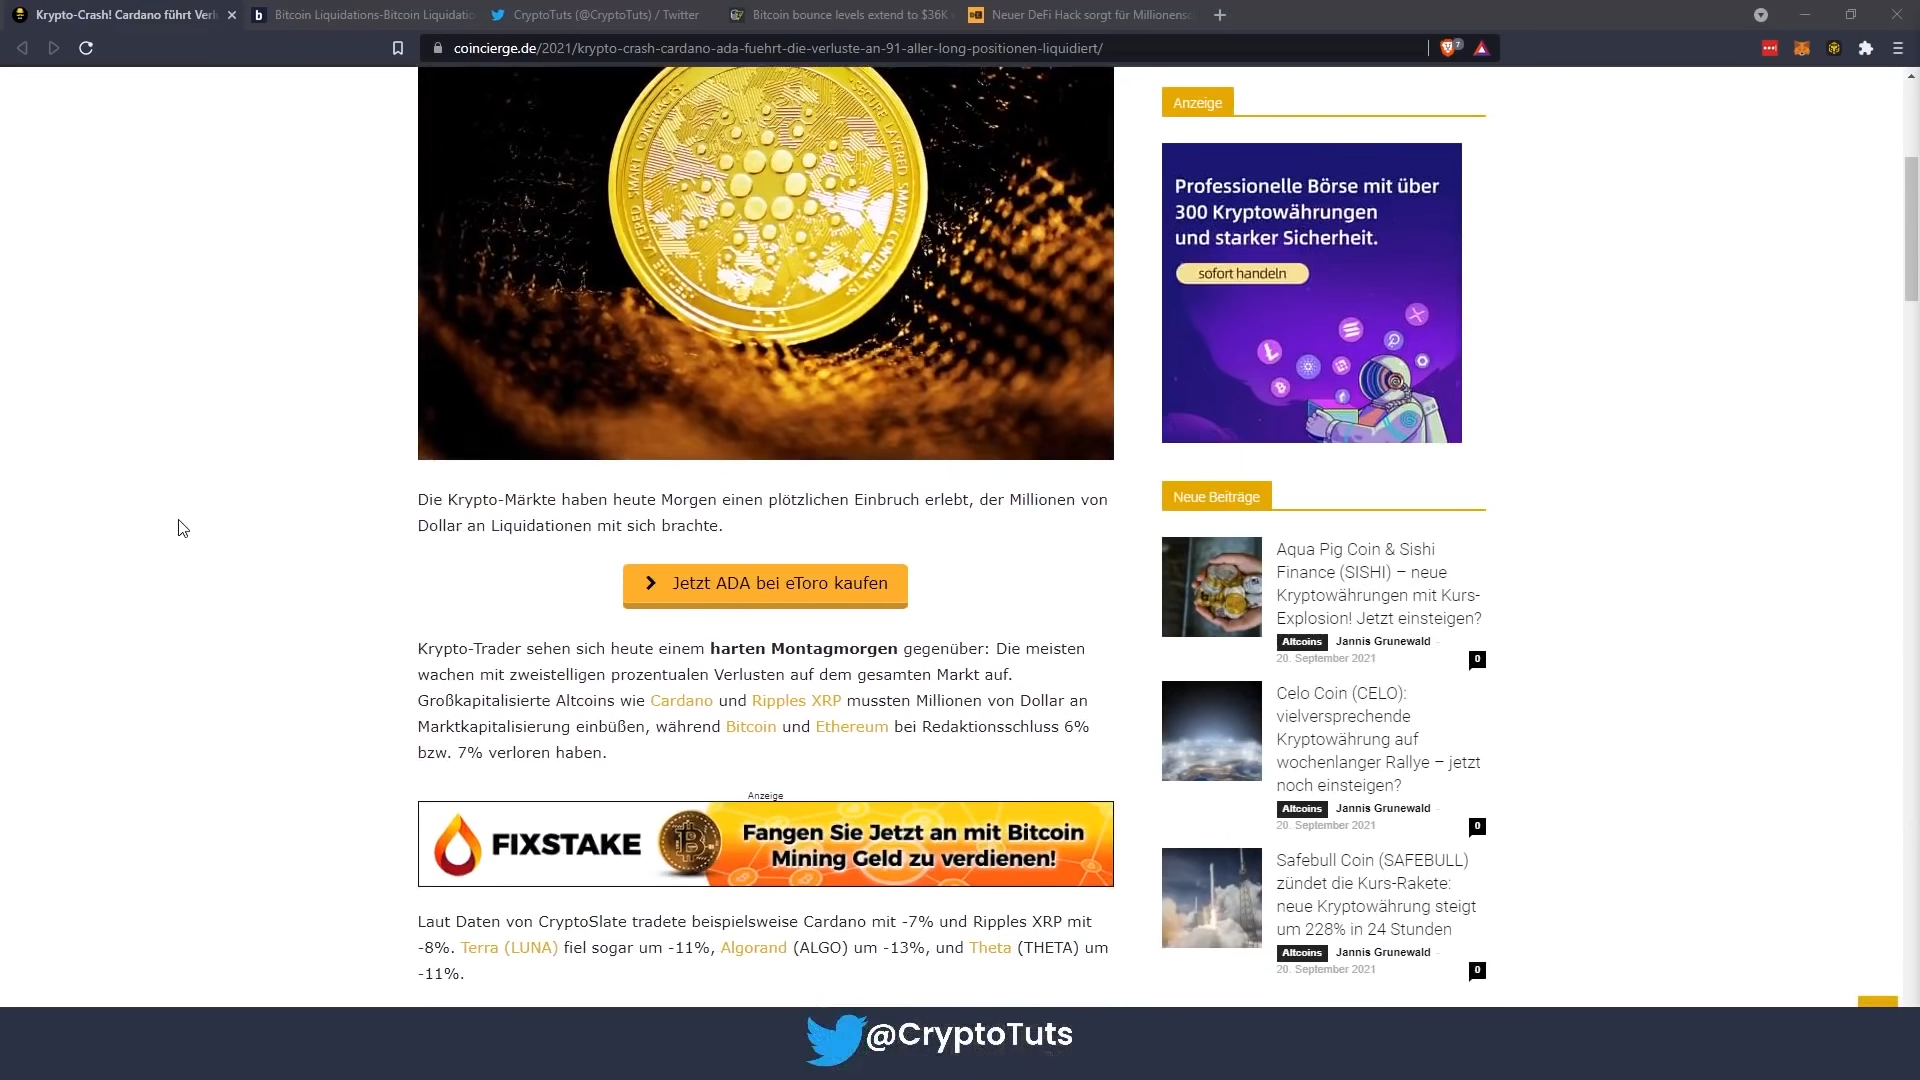 Krypto-Crash! Cardano führt Verl
Bitcoin Liquidations-Bitcoin Liquidatio
CryptoTuts (@CryptoTuts) / Twitter
Bitcoin bounce levels extend to $36K
Neuer DeFi Hack sorgt für Millionensc
coincierge.de/2021/krypto-crash-cardano-ada-fuehrt-die-verluste-an-91-aller-long-positionen-liquidiert/
7
SECURE LAYERED SMART CONTRACTS
Anzeige
Professionelle Börse mit über
300 Kryptowährungen
und starker Sicherheit.
sofort handeln
Die Krypto-Märkte haben heute Morgen einen plötzlichen Einbruch erlebt, der Millionen von
Dollar an Liquidationen mit sich brachte.
Jetzt ADA bei eToro kaufen
Krypto-Trader sehen sich heute einem harten Montagmorgen gegenüber: Die meisten
wachen mit zweistelligen prozentualen Verlusten auf dem gesamten Markt auf.
Großkapitalisierte Altcoins wie Cardano und Ripples XRP mussten Millionen von Dollar an
Marktkapitalisierung einbüßen, während Bitcoin und Ethereum bei Redaktionsschluss 6%
bzw. 7% verloren haben.
Anzeige
FIXSTAKE
Fangen Sie Jetzt an mit Bitcoin
Mining Geld zu verdienen!
Laut Daten von CryptoSlate tradete beispielsweise Cardano mit -7% und Ripples XRP mit
-8%. Terra (LUNA) fiel sogar um -11%, Algorand (ALGO) um -13%, und Theta (THETA) um
-11%.
Neue Beiträge
Aqua Pig Coin & Sishi
Finance (SISHI) – neue
Kryptowährungen mit Kurs-
Explosion! Jetzt einsteigen?
Altcoins Jannis Grunewald -
20. September 2021
0
Celo Coin (CELO):
vielversprechende
Kryptowährung auf
wochenlanger Rallye – jetzt
noch einsteigen?
Altcoins Jannis Grunewald -
20. September 2021
0
Safebull Coin (SAFEBULL)
zündet die Kurs-Rakete:
neue Kryptowährung steigt
um 228% in 24 Stunden
Altcoins Jannis Grunewald -
20. September 2021
0
@CryptoTuts